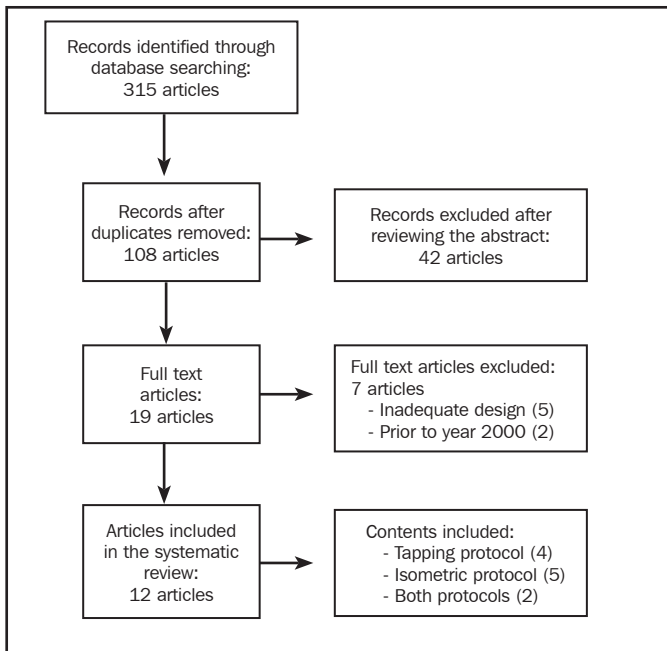 Records identified through
database searching:
315 articles
Records after
duplicates removed:
108 articles
Records excluded after
reviewing the abstract:
42 articles
Full text
articles:
19 articles
Full text articles excluded:
7 articles
- Inadequate design (5)
- Prior to year 2000 (2)
Articles included
in the systematic
review:
12 articles
Contents included:
- Tapping protocol (4)
- Isometric protocol (5)
- Both protocols (2)